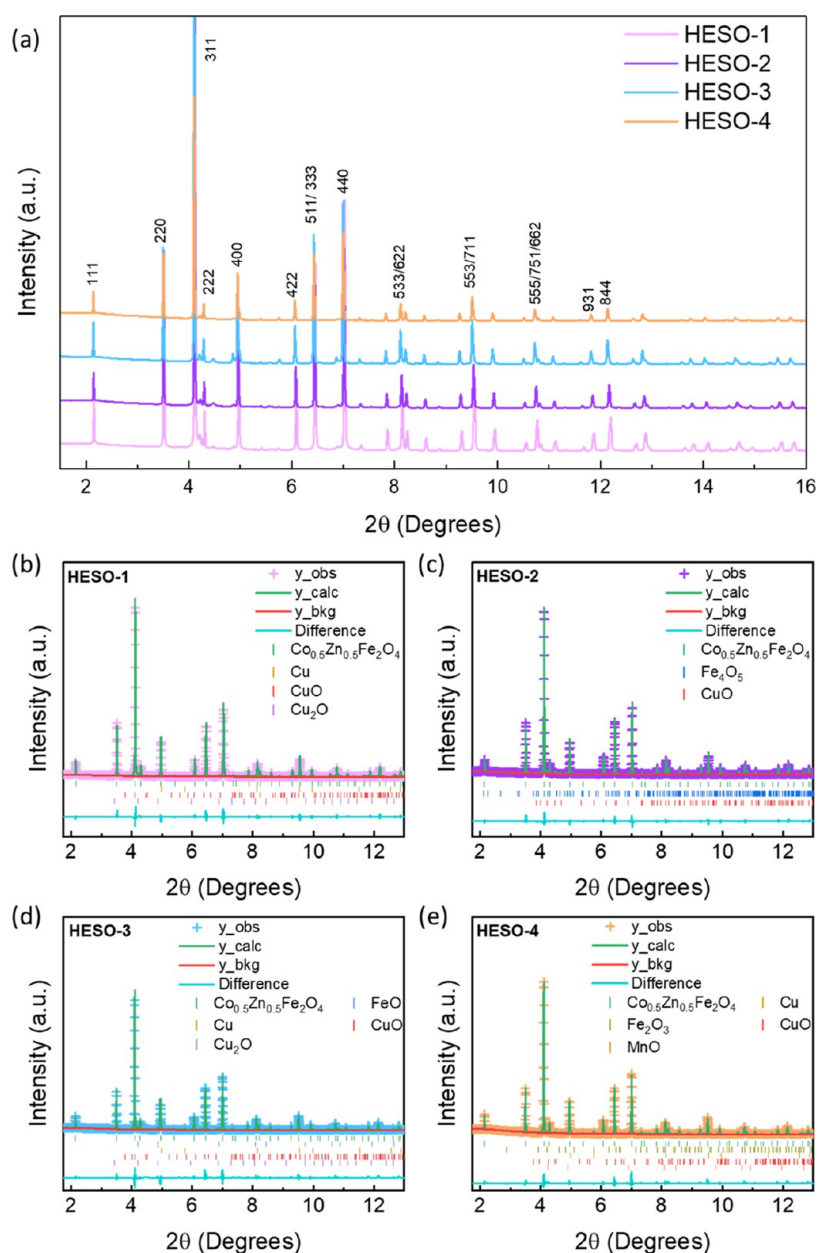 (a)
311
HESO-1
HESO-2
HESO-3
HESO-4
Intensity (a.u.)
111
220
222
400
422
511/ 333
440
533/622
553/711
555/751/662
931
844
2 4 6 8 10 12 14 16
2θ (Degrees)
(b)
HESO-1
y_obs
y_calc
y_bkg
Difference
Co0.5Zn0.5Fe2O4
Cu
CuO
Cu2O
Intensity (a.u.)
2 4 6 8 10 12
2θ (Degrees)
(c)
HESO-2
y_obs
y_calc
y_bkg
Difference
Co0.5Zn0.5Fe2O4
Fe4O5
CuO
Intensity (a.u.)
2 4 6 8 10 12
2θ (Degrees)
(d)
HESO-3
y_obs
y_calc
y_bkg
Difference
Co0.5Zn0.5Fe2O4 FeO
Cu CuO
Cu2O
Intensity (a.u.)
2 4 6 8 10 12
2θ (Degrees)
(e)
HESO-4
y_obs
y_calc
y_bkg
Difference
Co0.5Zn0.5Fe2O4 Cu
Fe2O3 CuO
MnO
Intensity (a.u.)
2 4 6 8 10 12
2θ (Degrees)